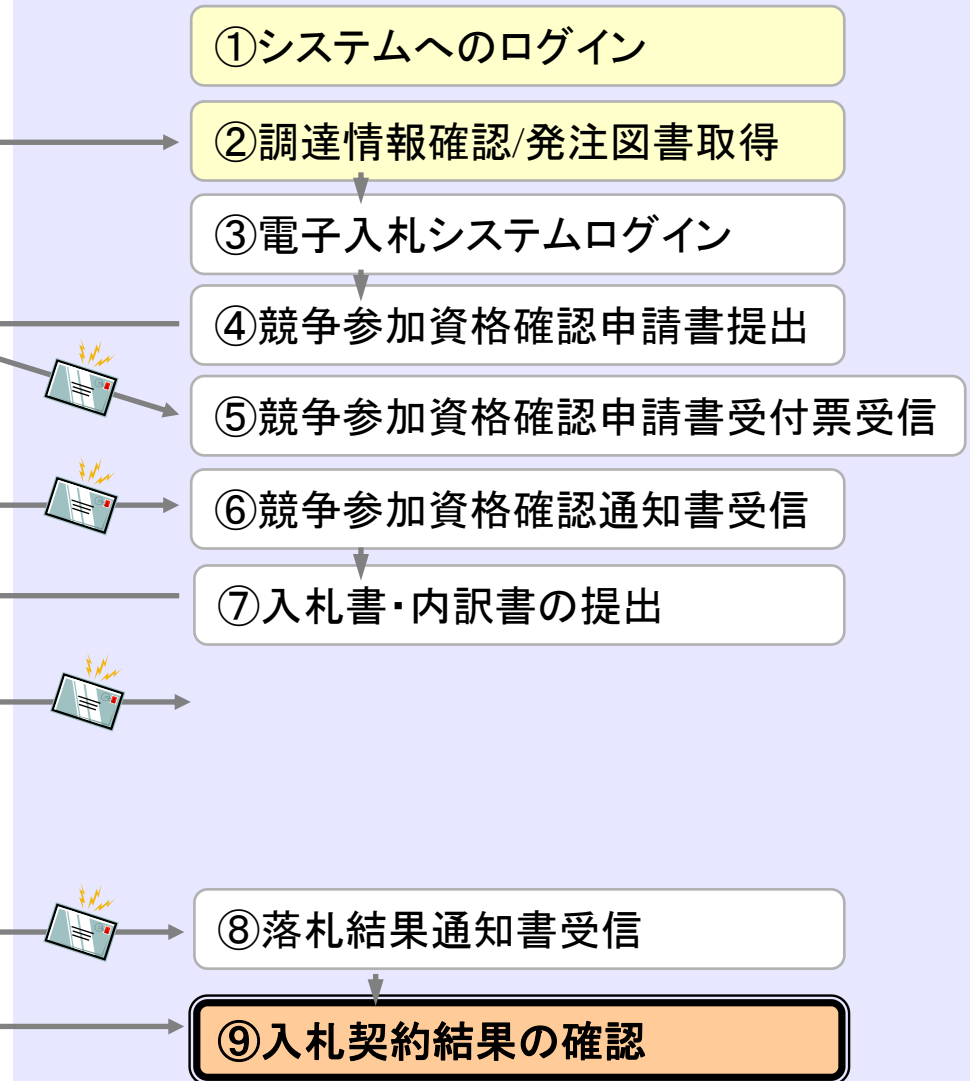 ①システムへのログイン
②調達情報確認/発注図書取得
③電子入札システムログイン
④競争参加資格確認申請書提出
⑤競争参加資格確認申請書受付票受信
⑥競争参加資格確認通知書受信
⑦入札書・内訳書の提出
⑧落札結果通知書受信
⑨入札契約結果の確認